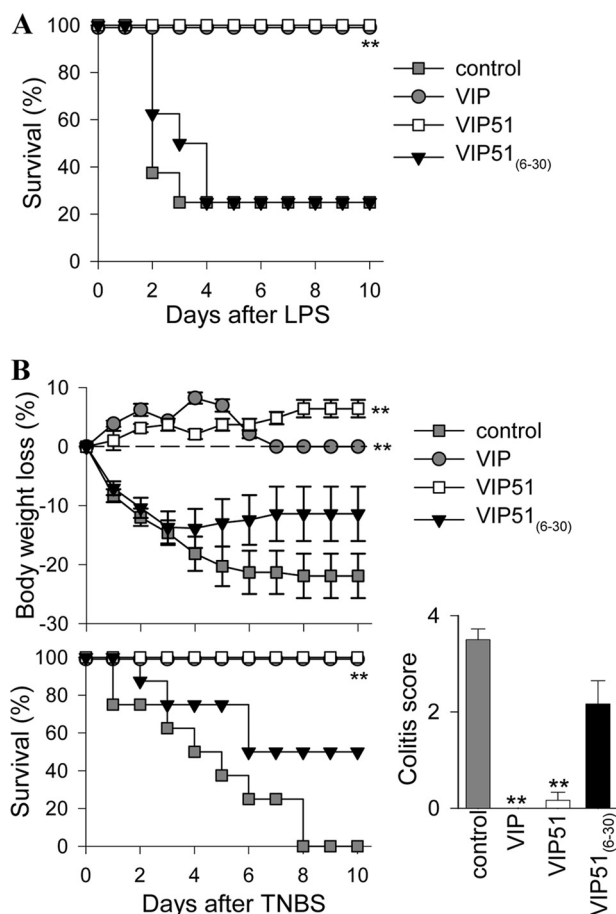 A
100
80
60
40
20
0
Survival (%)
**
0 2 4 6 8 10
Days after LPS
control
VIP
VIP51
VIP51(6-30)
B
10
0
-10
-20
-30
Body weight loss (%)
**
**
control
VIP
VIP51
VIP51(6-30)
100
80
60
40
20
0
Survival (%)
**
0 2 4 6 8 10
Days after TNBS
4
2
0
Colitis score
**
**
control
VIP
VIP51
VIP51(6-30)